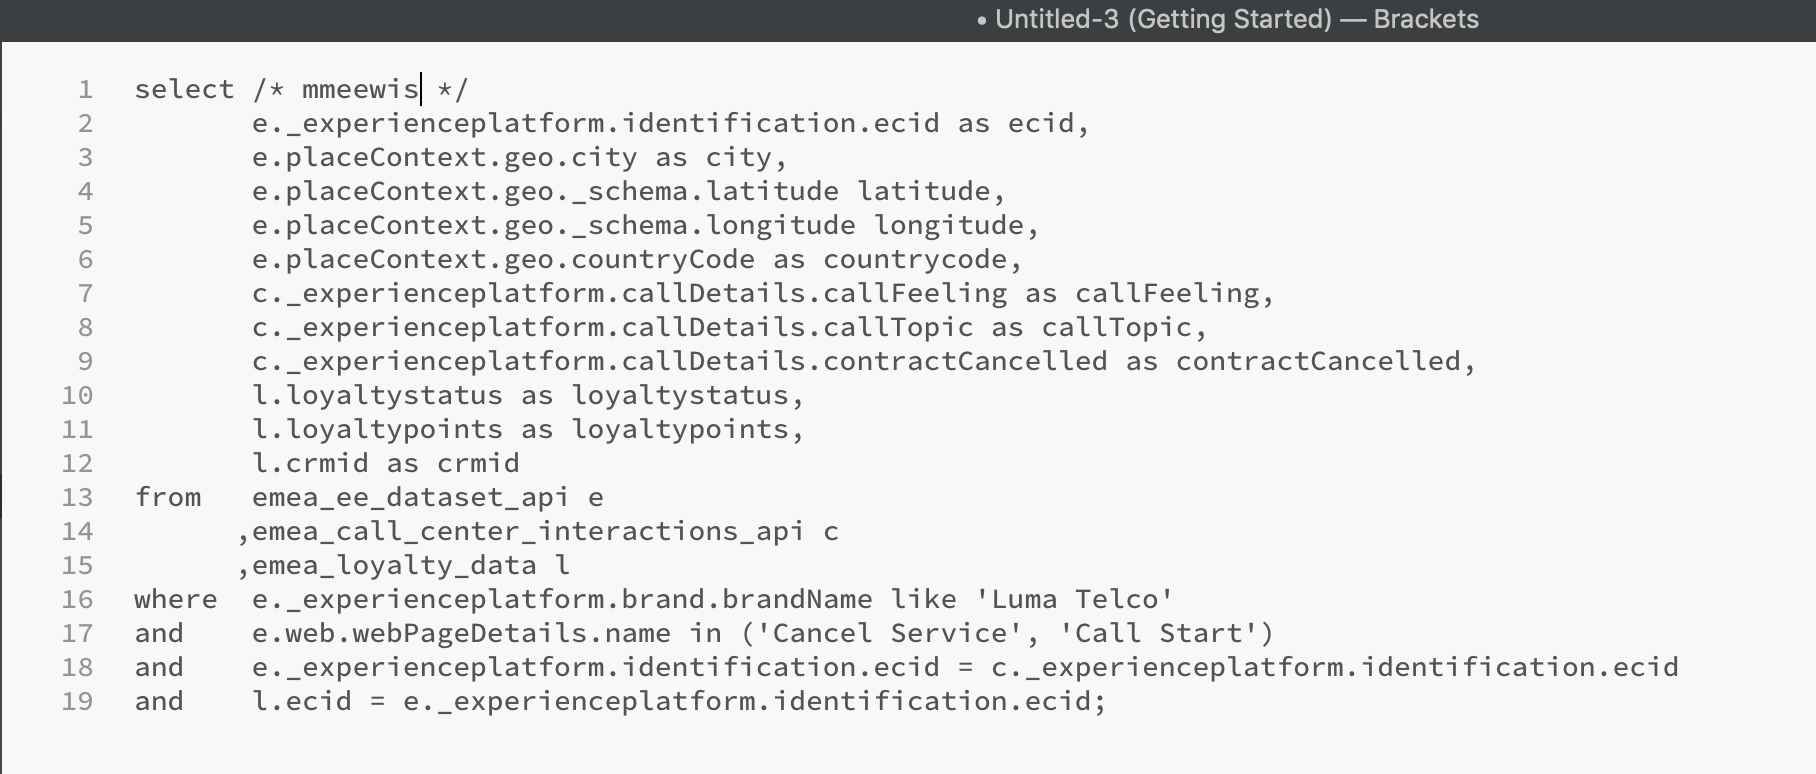 • Untitled-3 (Getting Started) — Brackets
1 select /* mmeewis */
2 e._experienceplatform.identification.ecid as ecid,
3 e.placeContext.geo.city as city,
4 e.placeContext.geo._schema.latitude latitude,
5 e.placeContext.geo._schema.longitude longitude,
6 e.placeContext.geo.countryCode as countrycode,
7 c._experienceplatform.callDetails.callFeeling as callFeeling,
8 c._experienceplatform.callDetails.callTopic as callTopic,
9 c._experienceplatform.callDetails.contractCancelled as contractCancelled,
10 l.loyaltystatus as loyaltystatus,
11 l.loyaltypoints as loyaltypoints,
12 l.crmid as crmid
13 from emea_ee_dataset_api e
14 ,emea_call_center_interactions_api c
15 ,emea_loyalty_data l
16 where e._experienceplatform.brand.brandName like 'Luma Telco'
17 and e.web.webPageDetails.name in ('Cancel Service', 'Call Start')
18 and e._experienceplatform.identification.ecid = c._experienceplatform.identification.ecid
19 and l.ecid = e._experienceplatform.identification.ecid;